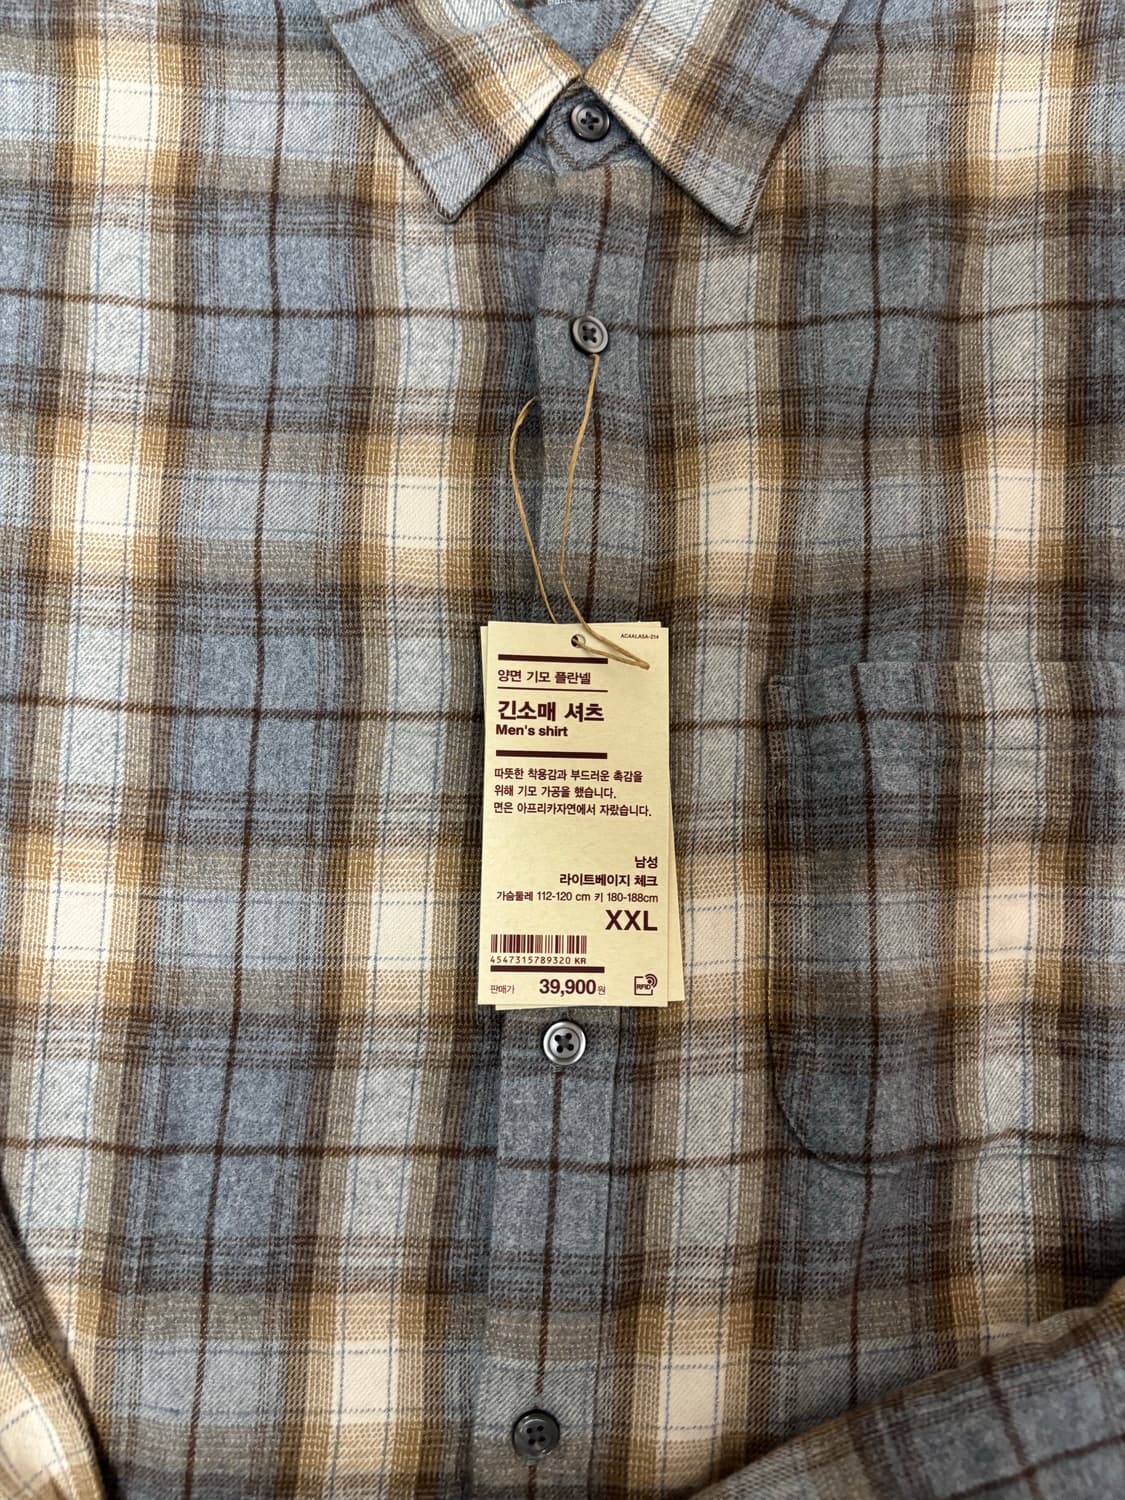 AC4ALA5A-214
양면 기모 플란넬
긴소매 셔츠
Men's shirt
따뜻한 착용감과 부드러운 촉감을
위해 기모 가공을 했습니다.
면은 아프리카자연에서 자랐습니다.
남성
라이트베이지 체크
가슴둘레 112-120 cm 키 180-188cm
XXL
4547315789320 KR
판매가 39,900원
RFID